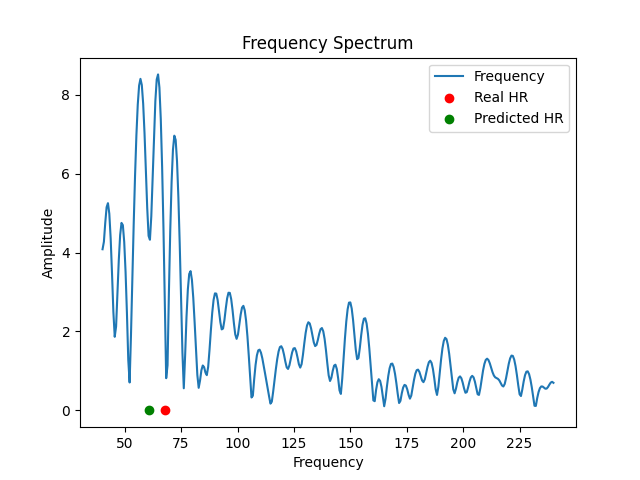 Frequency Spectrum
Frequency
Real HR
Predicted HR
8
6
4
2
0
Amplitude
50 75 100 125 150 175 200 225
Frequency